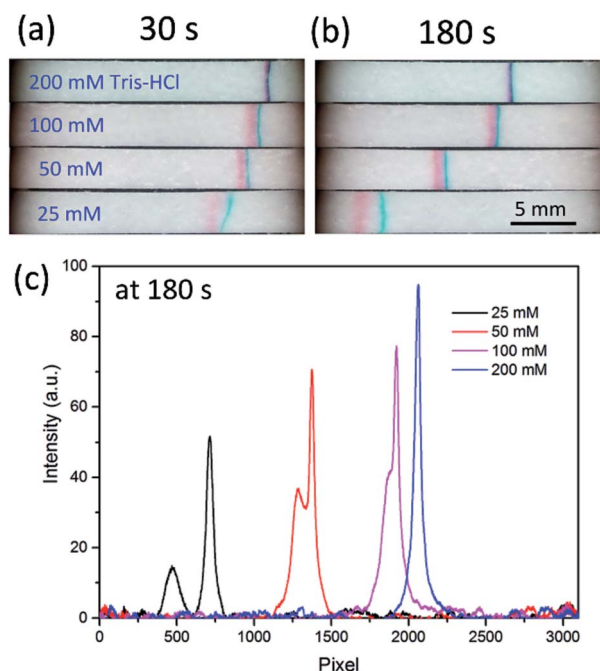 (a) 30 s (b) 180 s
200 mM Tris-HCl
100 mM
50 mM
25 mM
5 mm
(c) at 180 s
25 mM
50 mM
100 mM
200 mM
Intensity (a.u.)
100
80
60
40
20
0
0 500 1000 1500 2000 2500 3000
Pixel